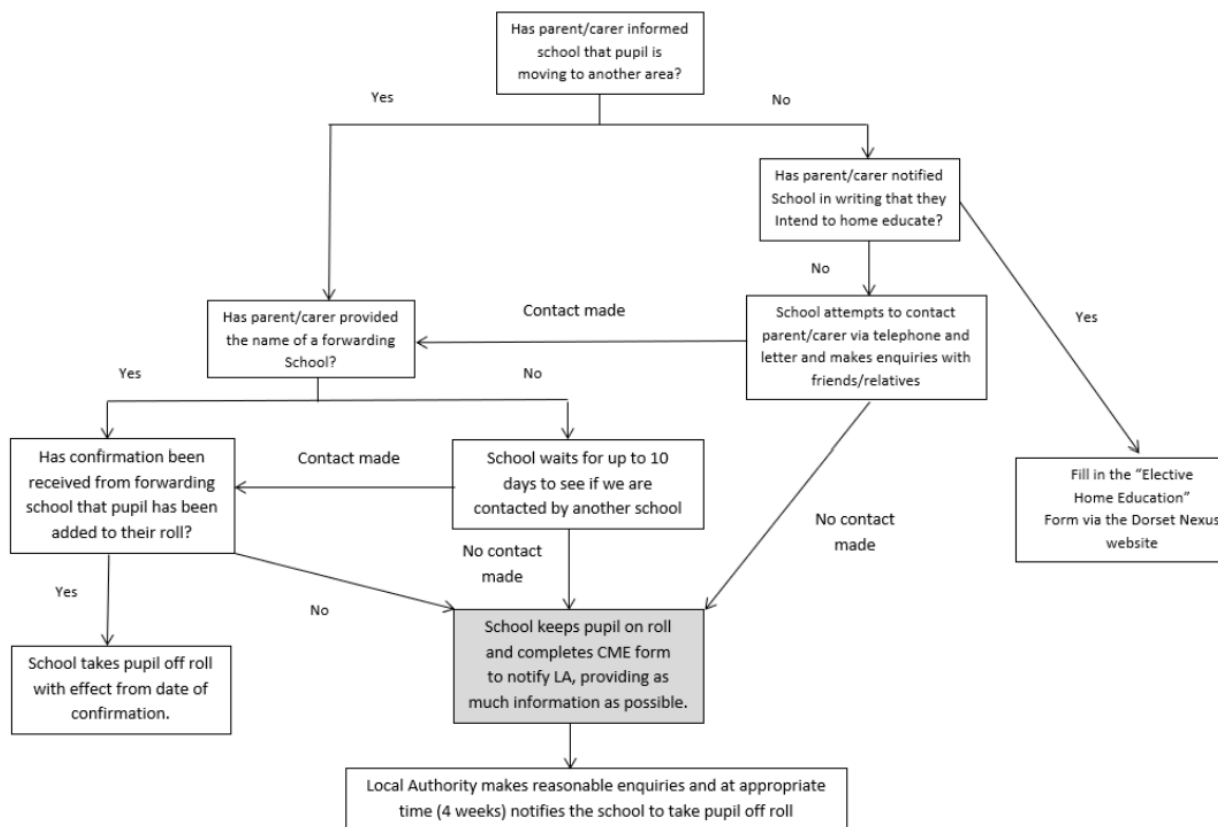 Has parent/carer informed
school that pupil is
moving to another area?
Yes
No
Has parent/carer notified
School in writing that they
Intend to home educate?
No
Yes
Has parent/carer provided
the name of a forwarding
School?
Contact made
School attempts to contact
parent/carer via telephone and
letter and makes enquiries with
friends/relatives
Yes
No
Has confirmation been
received from forwarding
school that pupil has been
added to their roll?
Contact made
School waits for up to 10
days to see if we are
contacted by another school
Fill in the “Elective
Home Education”
Form via the Dorset Nexus
website
No contact
made
No contact
made
Yes
No
School takes pupil off roll
with effect from date of
confirmation.
School keeps pupil on roll
and completes CME form
to notify LA, providing as
much information as possible.
Local Authority makes reasonable enquiries and at appropriate
time (4 weeks) notifies the school to take pupil off roll